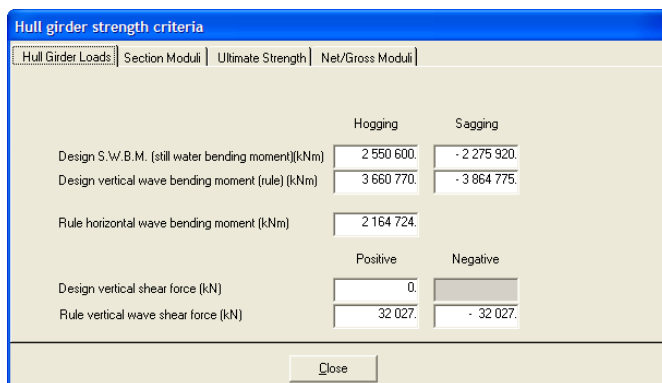 Hull girder strength criteria
Hull Girder Loads Section Moduli Ultimate Strength Net/Gross Moduli
Hogging Sagging
Design S.W.B.M. (still water bending moment)(kNm) 2 550 600. - 2 275 920.
Design vertical wave bending moment (rule) (kNm) 3 660 770. - 3 864 775.
Rule horizontal wave bending moment (kNm) 2 164 724.
Positive Negative
Design vertical shear force (kN) 0.
Rule vertical wave shear force (kN) 32 027. - 32 027.
Close